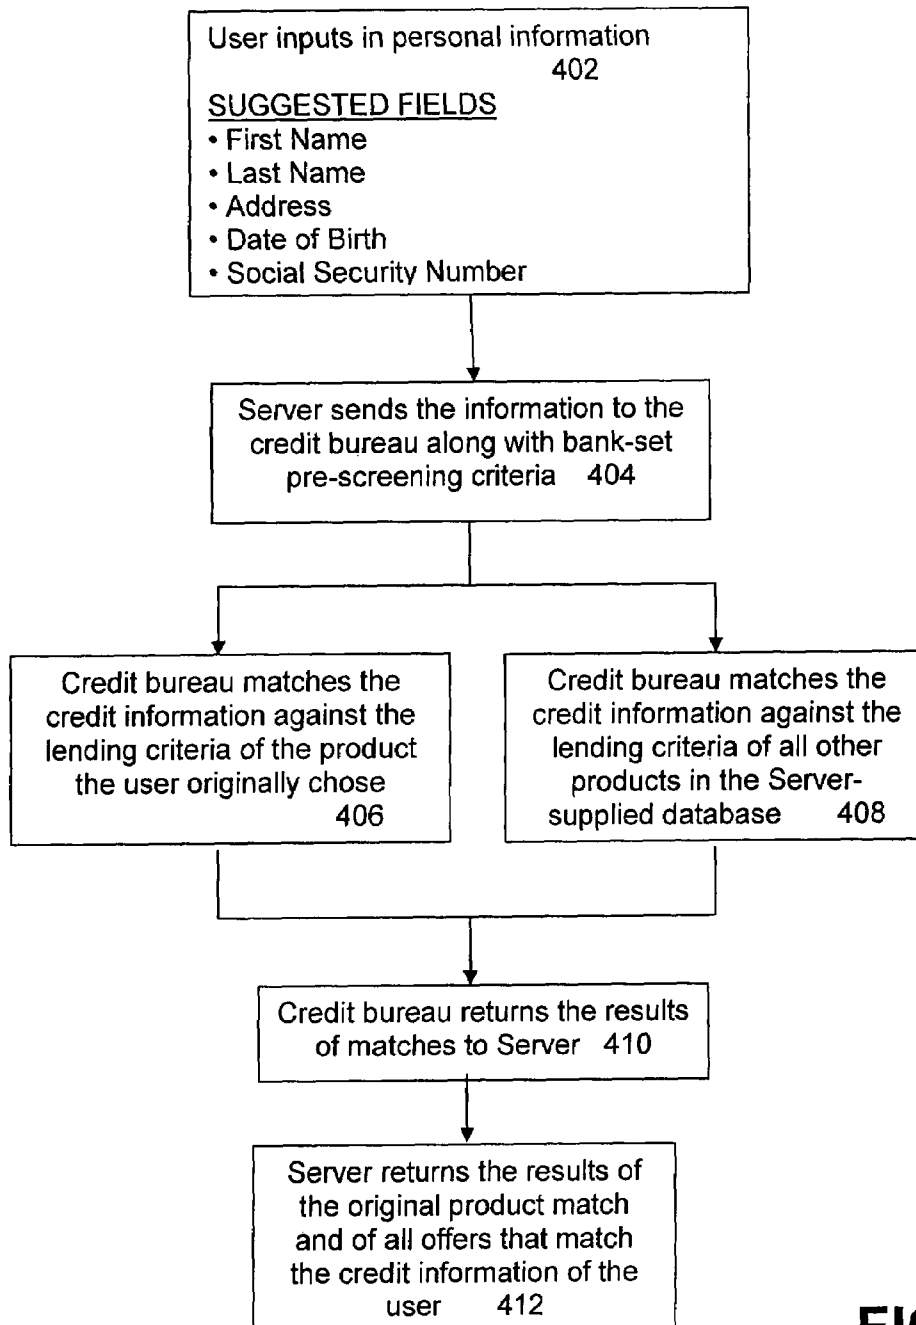 User inputs in personal information
402
SUGGESTED FIELDS
• First Name
• Last Name
• Address
• Date of Birth
• Social Security Number
Server sends the information to the
credit bureau along with bank-set
pre-screening criteria 404
Credit bureau matches the
credit information against the
lending criteria of the product
the user originally chose
406
Credit bureau matches the
credit information against the
lending criteria of all other
products in the Server-
supplied database 408
Credit bureau returns the results
of matches to Server 410
Server returns the results of
the original product match
and of all offers that match
the credit information of the
user 412